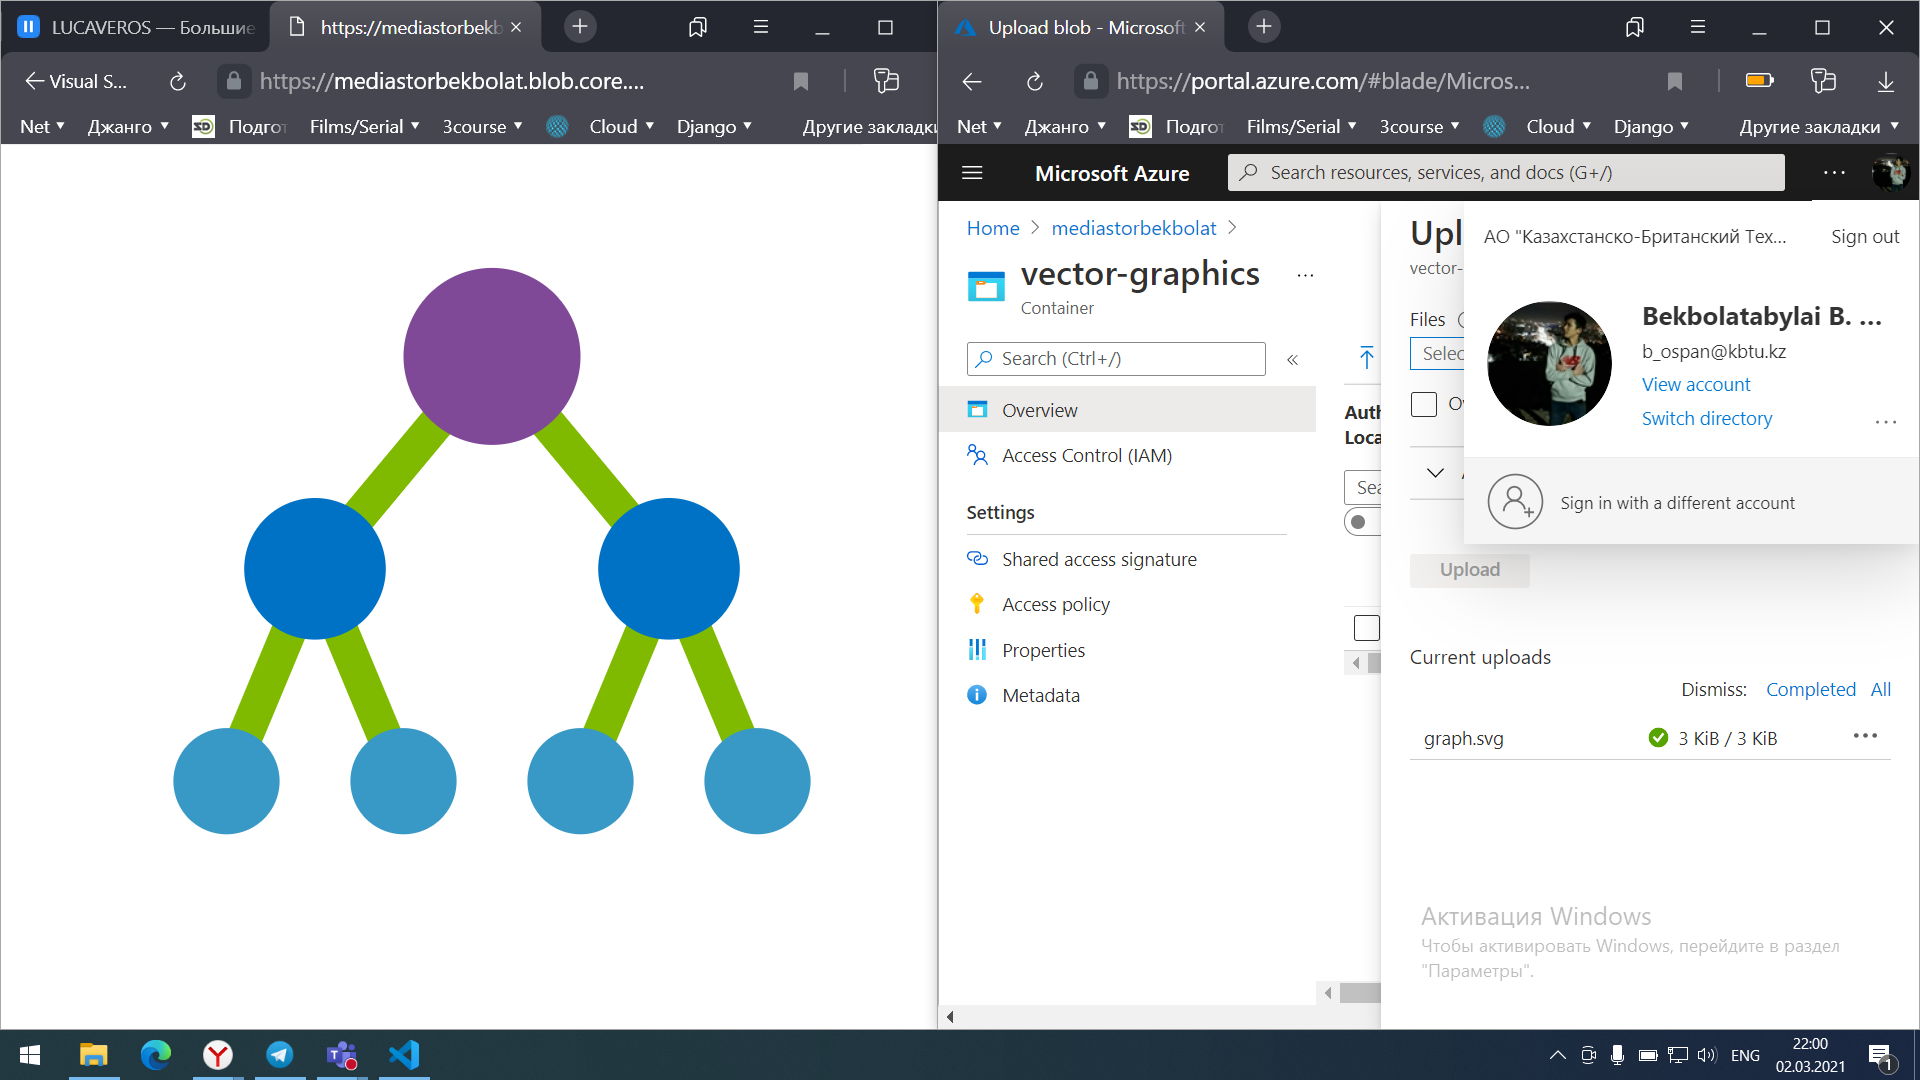 LUCAVEROS — Большие
https://mediastorbekb
Visual S...
https://mediastorbekbolat.blob.core....
Net
Джанго
SD
Подгот
Films/Serial
3course
Cloud
Django
Другие закладки
Upload blob - Microsoft
https://portal.azure.com/#blade/Micros...
Net
Джанго
SD
Подгот
Films/Serial
3course
Cloud
Django
Другие закладки
Microsoft Azure
Search resources, services, and docs (G+/)
Home
mediastorbekbolat
vector-graphics
Container
Search (Ctrl+/)
Overview
Access Control (IAM)
Settings
Shared access signature
Access policy
Properties
Metadata
Auth
Loca
Sea
Upl
vector-
Files
Selec
Ov
АО "Казахстанско-Британский Тех...
Sign out
Bekbolatabylai B. ...
b_ospan@kbtu.kz
View account
Switch directory
Sign in with a different account
Upload
Current uploads
Dismiss: Completed All
graph.svg
3 KiB / 3 KiB
Активация Windows
Чтобы активировать Windows, перейдите в раздел
"Параметры".
ENG
22:00
02.03.2021
1